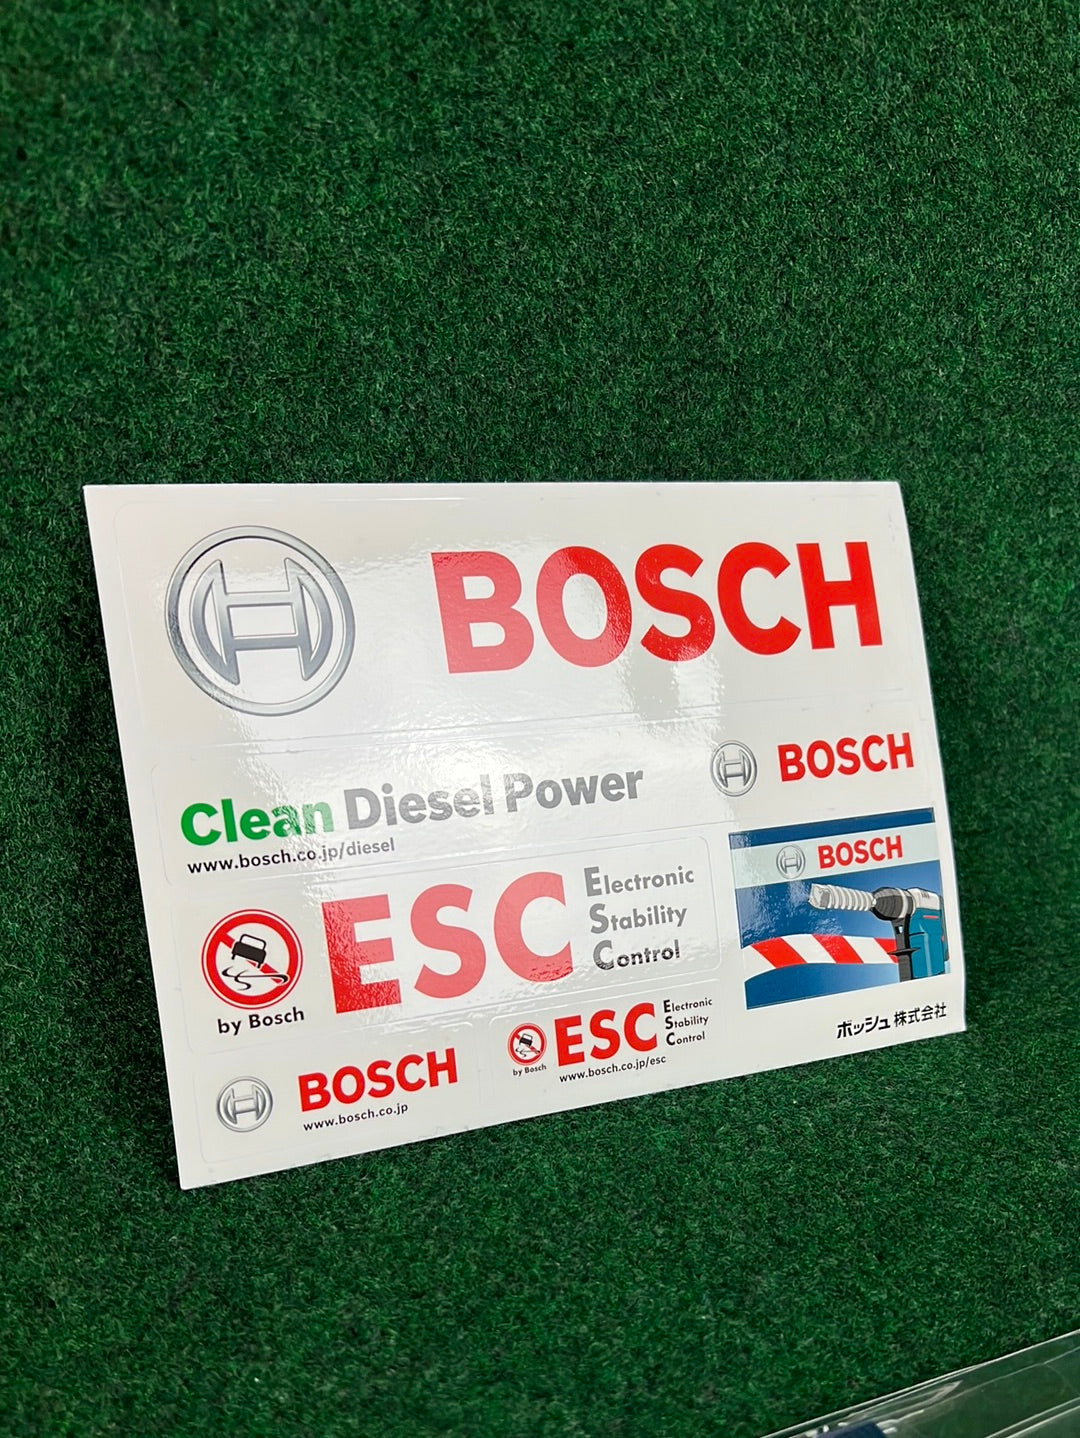 BOSCH
Clean Diesel Power
www.bosch.co.jp/diesel
BOSCH
BOSCH
ESC
Electronic
Stability
Control
by Bosch
BOSCH
www.bosch.co.jp
ESC
Electronic
Stability
Control
by Bosch
www.bosch.co.jp/esc
ボッシュ株式会社